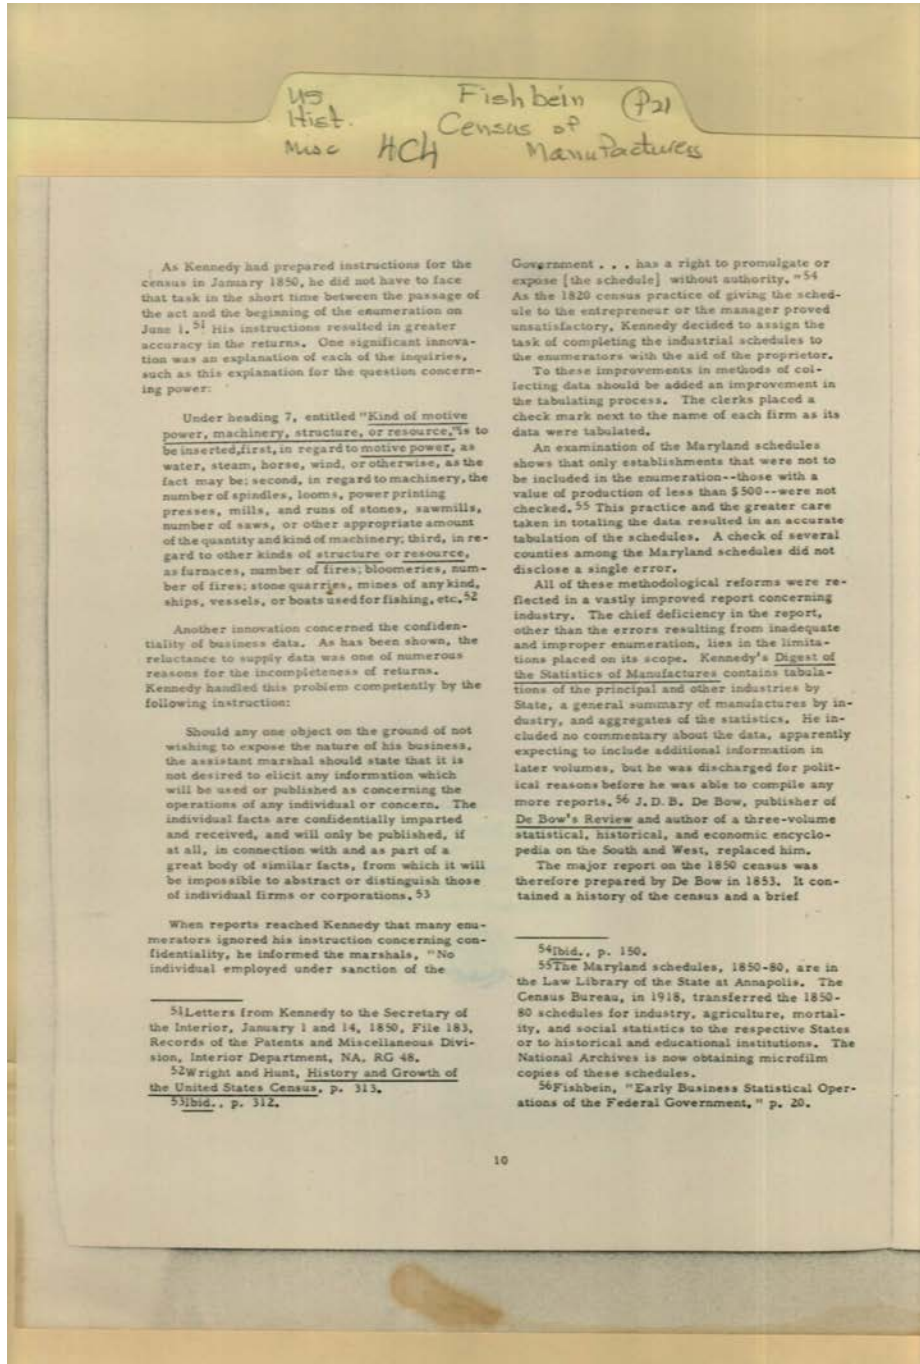 US Fishbein (P21)
Hist. Census of
Misc HCH Manufacturers
As Kennedy had prepared instructions for the
census in January 1850, he did not have to face
that task in the short time between the passage of
the act and the beginning of the enumeration on
June 1.51 His instructions resulted in greater
accuracy in the returns. One significant innova-
tion was an explanation of each of the inquiries,
such as this explanation for the question concern-
ing power:
Under heading 7, entitled "Kind of motive
power, machinery, structure, or resource,"is to
be inserted,first, in regard to motive power, as
water, steam, horse, wind, or otherwise, as the
fact may be; second, in regard to machinery, the
number of spindles, looms, power printing
presses, mills, and runs of stones, sawmills,
number of saws, or other appropriate amount
of the quantity and kind of machinery; third, in re-
gard to other kinds of structure or resource,
as furnaces, number of fires; bloomeries, num-
ber of fires; stone quarries, mines of any kind,
ships, vessels, or boats used for fishing, etc.52
Another innovation concerned the confiden-
tiality of business data. As has been shown, the
reluctance to supply data was one of numerous
reasons for the incompleteness of returns.
Kennedy handled this problem competently by the
following instruction:
Should any one object on the ground of not
wishing to expose the nature of his business,
the assistant marshal should state that it is
not desired to elicit any information which
will be used or published as concerning the
operations of any individual or concern. The
individual facts are confidentially imparted
and received, and will only be published, if
at all, in connection with and as part of a
great body of similar facts, from which it will
be impossible to abstract or distinguish those
of individual firms or corporations.53
When reports reached Kennedy that many enu-
merators ignored his instruction concerning con-
fidentiality, he informed the marshals, "No
individual employed under sanction of the
51Letters from Kennedy to the Secretary of
the Interior, January 1 and 14, 1850, File 183,
Records of the Patents and Miscellaneous Divi-
sion, Interior Department, NA, RG 48.
52Wright and Hunt, History and Growth of
the United States Census, p. 313.
53Ibid., p. 312.
Government . . . has a right to promulgate or
expose [the schedule] without authority."54
As the 1820 census practice of giving the sched-
ule to the entrepreneur or the manager proved
unsatisfactory, Kennedy decided to assign the
task of completing the industrial schedules to
the enumerators with the aid of the proprietor.
To these improvements in methods of col-
lecting data should be added an improvement in
the tabulating process. The clerks placed a
check mark next to the name of each firm as its
data were tabulated.
An examination of the Maryland schedules
shows that only establishments that were not to
be included in the enumeration--those with a
value of production of less than $500--were not
checked.55 This practice and the greater care
taken in totaling the data resulted in an accurate
tabulation of the schedules. A check of several
counties among the Maryland schedules did not
disclose a single error.
All of these methodological reforms were re-
flected in a vastly improved report concerning
industry. The chief deficiency in the report,
other than the errors resulting from inadequate
and improper enumeration, lies in the limita-
tions placed on its scope. Kennedy's Digest of
the Statistics of Manufactures contains tabula-
tions of the principal and other industries by
State, a general summary of manufactures by in-
dustry, and aggregates of the statistics. He in-
cluded no commentary about the data, apparently
expecting to include additional information in
later volumes, but he was discharged for polit-
ical reasons before he was able to compile any
more reports.56 J. D. B. De Bow, publisher of
De Bow's Review and author of a three-volume
statistical, historical, and economic encyclo-
pedia on the South and West, replaced him.
The major report on the 1850 census was
therefore prepared by De Bow in 1853. It con-
tained a history of the census and a brief
54Ibid., p. 150.
55The Maryland schedules, 1850-80, are in
the Law Library of the State at Annapolis. The
Census Bureau, in 1918, transferred the 1850-
80 schedules for industry, agriculture, mortal-
ity, and social statistics to the respective States
or to historical and educational institutions. The
National Archives is now obtaining microfilm
copies of these schedules.
56Fishbein, "Early Business Statistical Oper-
ations of the Federal Government," p. 20.
10